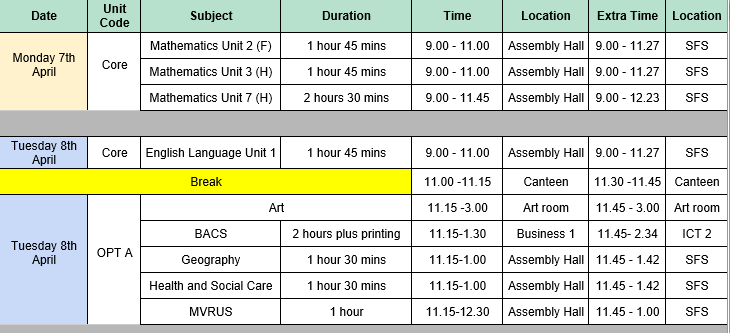 Date Unit Code Subject Duration Time Location Extra Time Location
Monday 7th April Core Mathematics Unit 2 (F) 1 hour 45 mins 9.00 - 11.00 Assembly Hall 9.00 - 11.27 SFS
Mathematics Unit 3 (H) 1 hour 45 mins 9.00 - 11.00 Assembly Hall 9.00 - 11.27 SFS
Mathematics Unit 7 (H) 2 hours 30 mins 9.00 - 11.45 Assembly Hall 9.00 - 12.23 SFS
Tuesday 8th April Core English Language Unit 1 1 hour 45 mins 9.00 - 11.00 Assembly Hall 9.00 - 11.27 SFS
Break 11.00 -11.15 Canteen 11.30 -11.45 Canteen
Tuesday 8th April OPT A Art 11.15 -3.00 Art room 11.45 - 3.00 Art room
BACS 2 hours plus printing 11.15-1.30 Business 1 11.45- 2.34 ICT 2
Geography 1 hour 30 mins 11.15-1.00 Assembly Hall 11.45 - 1.42 SFS
Health and Social Care 1 hour 30 mins 11.15-1.00 Assembly Hall 11.45 - 1.42 SFS
MVRUS 1 hour 11.15-12.30 Assembly Hall 11.45 - 1.00 SFS